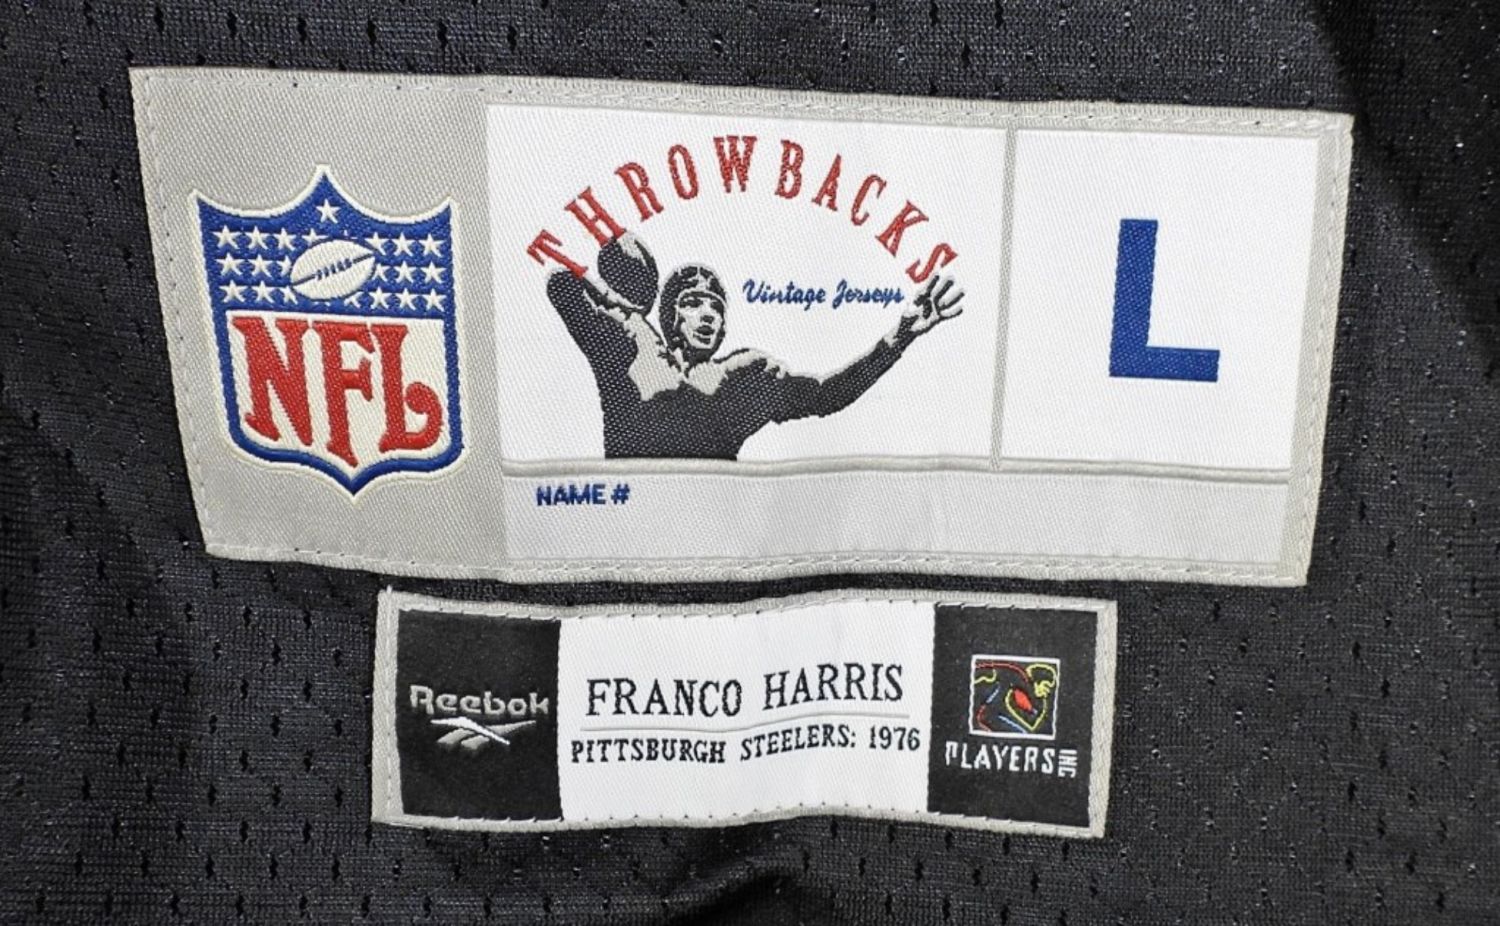 THROWBACKS
Vintage Jerseys
L
NFL
NAME #
Reebok
FRANCO HARRIS
PITTSBURGH STEELERS: 1976
PLAYERS INC